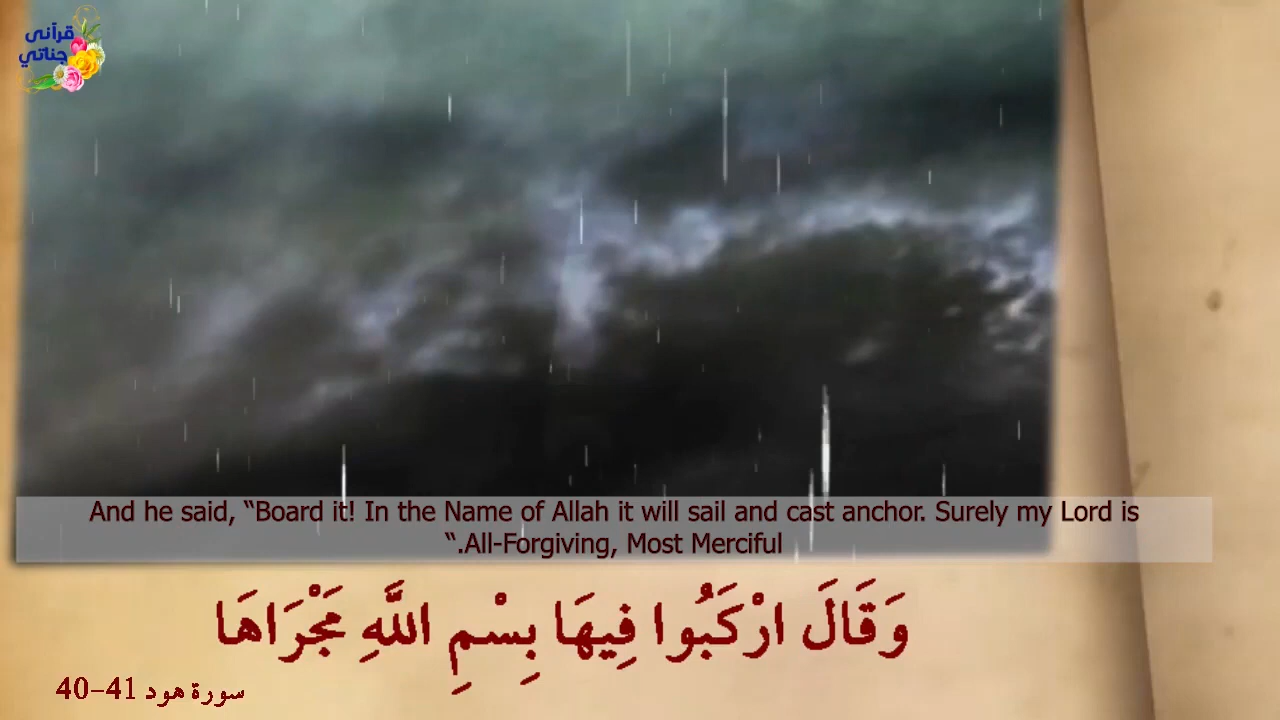 قرآنی
جناتي
And he said, “Board it! In the Name of Allah it will sail and cast anchor. Surely my Lord is
“.All-Forgiving, Most Merciful
وَقَالَ ارْكَبُوا فِيهَا بِسْمِ اللَّهِ مَجْرَاهَا
سورة هود 41-40